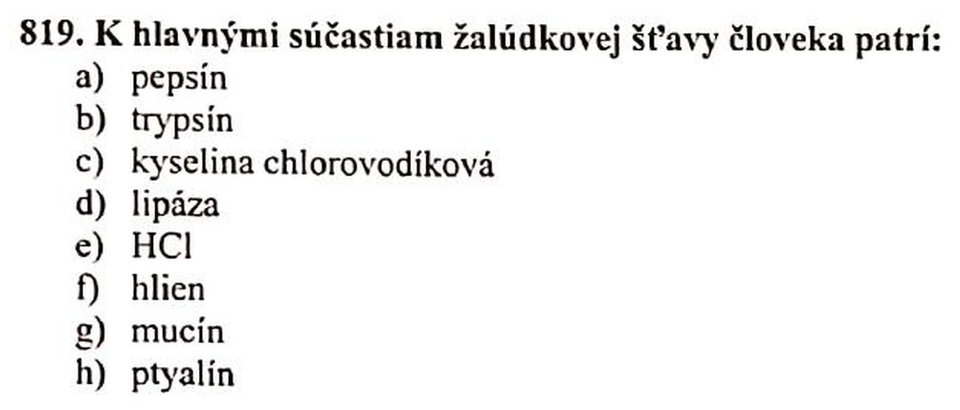 819. K hlavnými súčastiam žalúdkovej šťavy človeka patrí:
a) pepsín
b) trypsín
c) kyselina chlorovodíková
d) lipáza
e) HCl
f) hlien
g) mucín
h) ptyalín